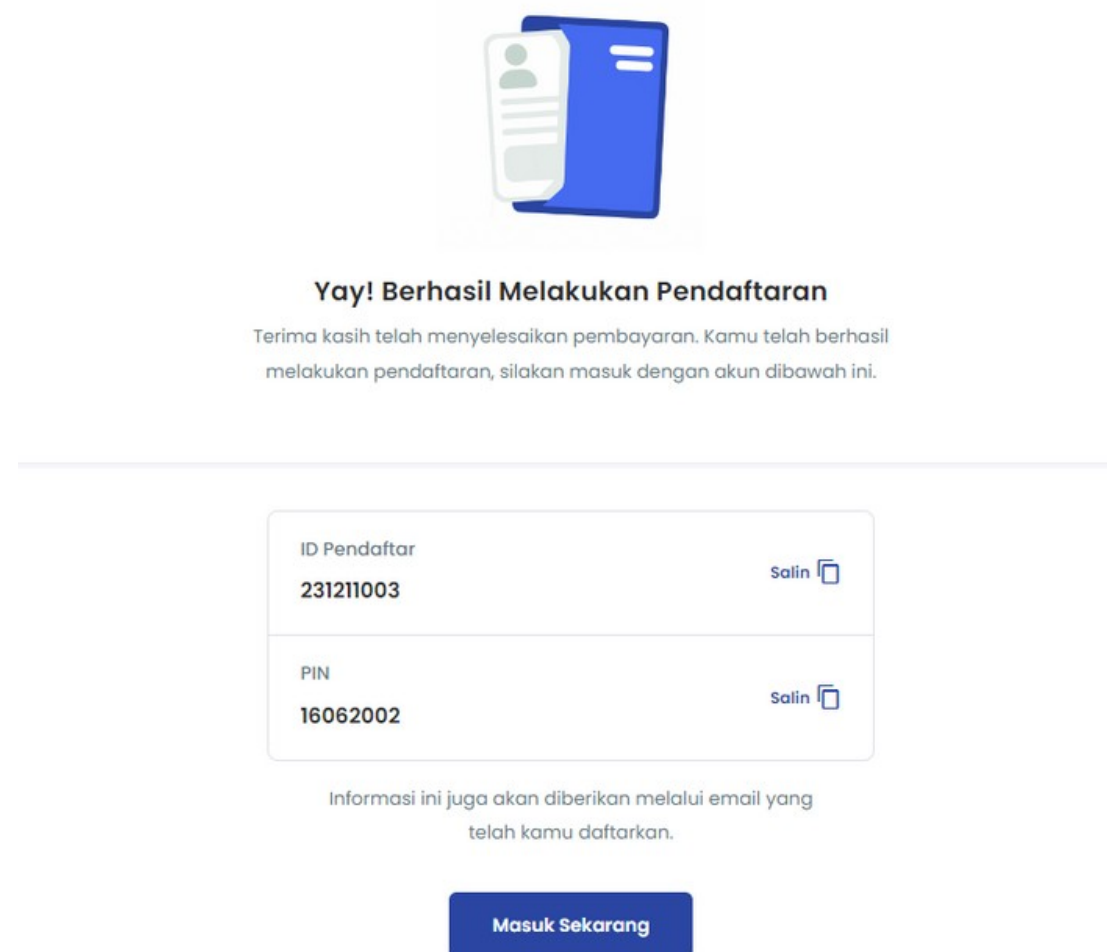 Yay! Berhasil Melakukan Pendaftaran
Terima kasih telah menyelesaikan pembayaran. Kamu telah berhasil
melakukan pendaftaran, silakan masuk dengan akun dibawah ini.
ID Pendaftar
231211003
Salin
PIN
16062002
Salin
Informasi ini juga akan diberikan melalui email yang
telah kamu daftarkan.
Masuk Sekarang